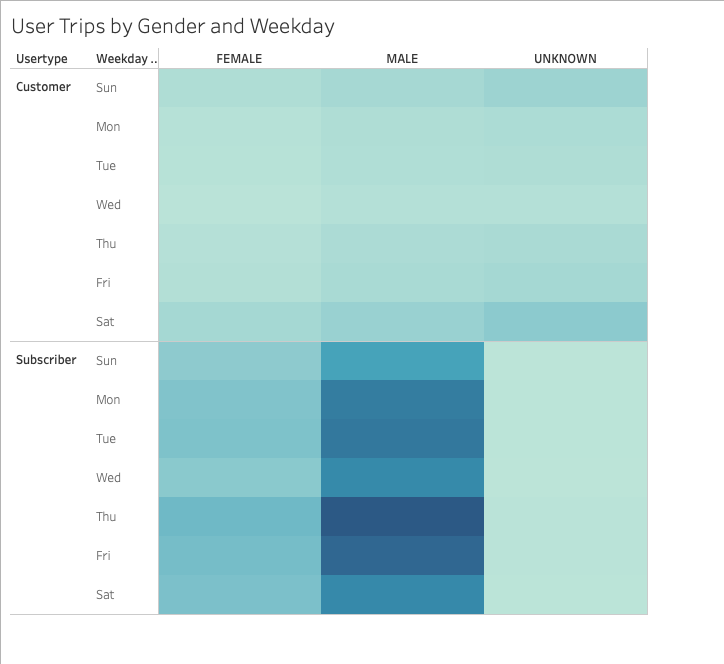 User Trips by Gender and Weekday
Usertype Weekday .. FEMALE MALE UNKNOWN
Customer Sun
Mon
Tue
Wed
Thu
Fri
Sat
Subscriber Sun
Mon
Tue
Wed
Thu
Fri
Sat